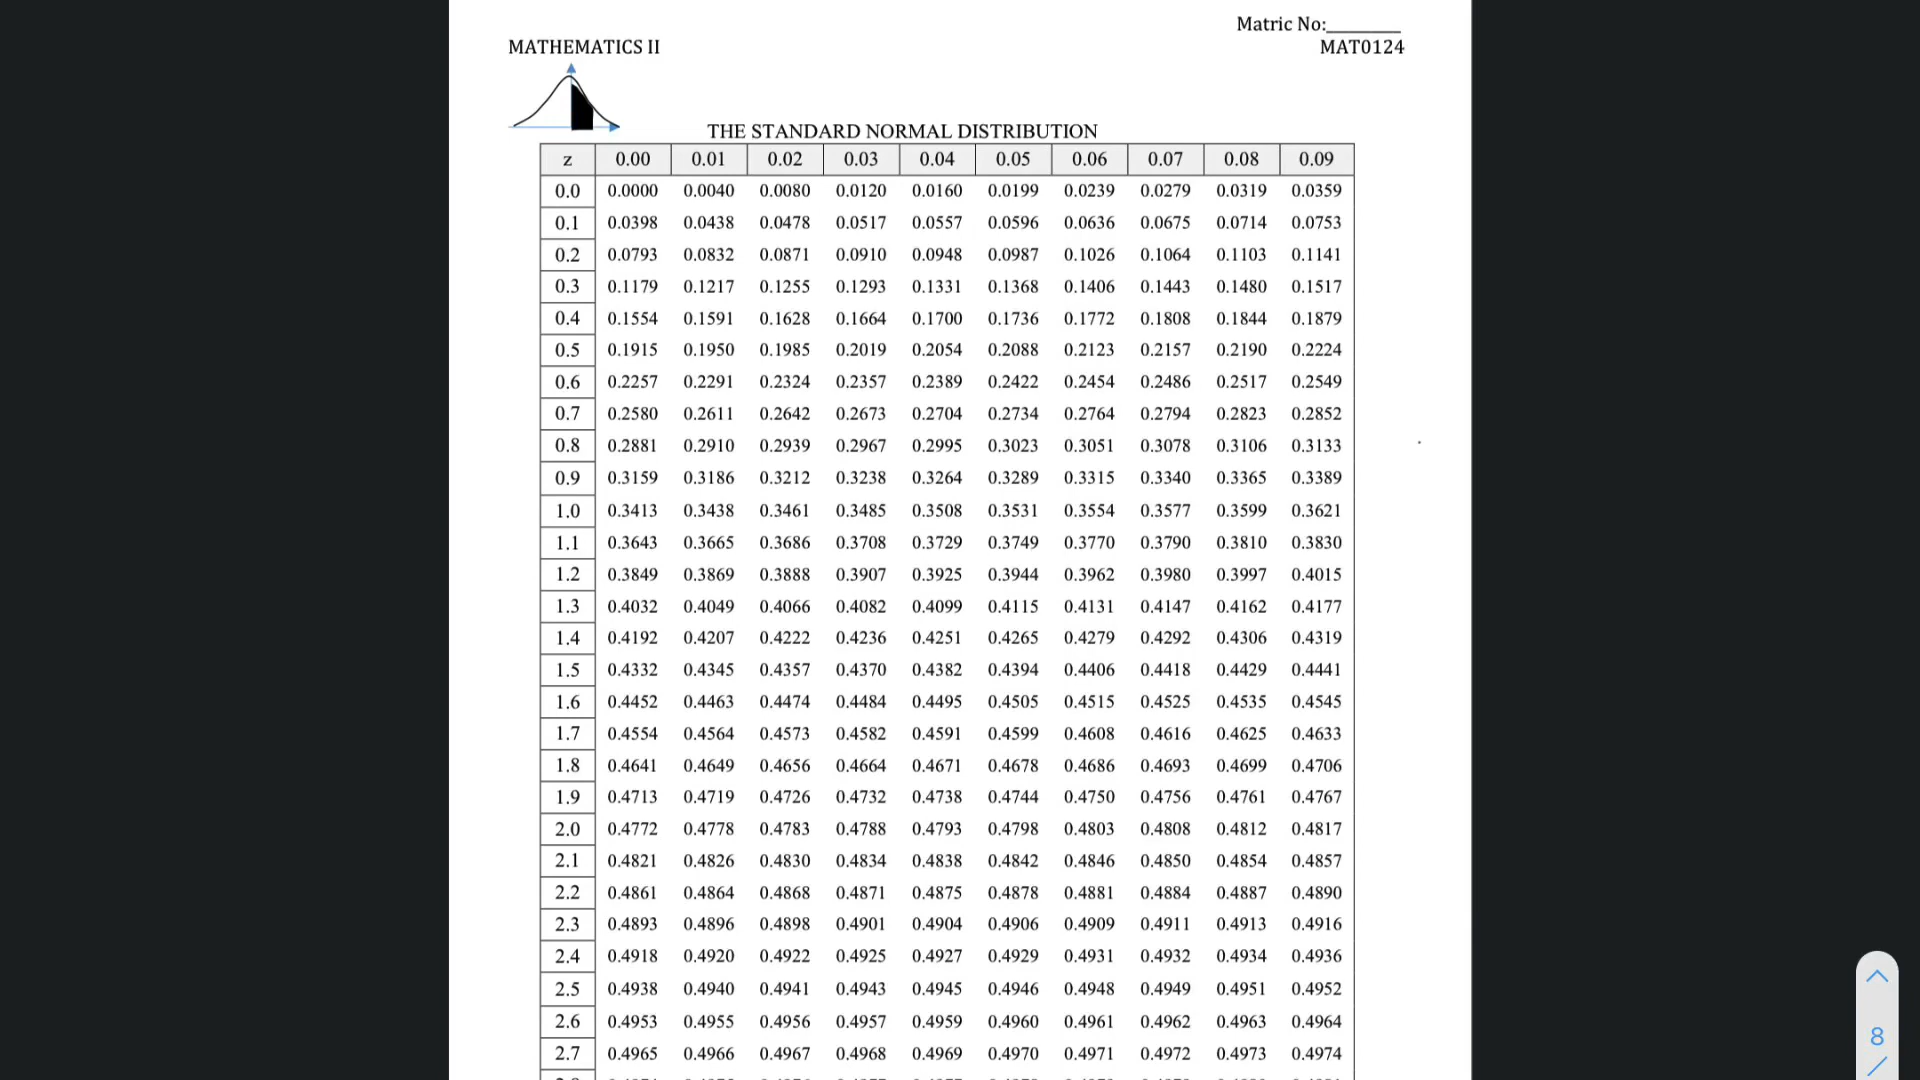 Matric No:_________
MATHEMATICS II
MAT0124
THE STANDARD NORMAL DISTRIBUTION
z 0.00 0.01 0.02 0.03 0.04 0.05 0.06 0.07 0.08 0.09
0.0 0.0000 0.0040 0.0080 0.0120 0.0160 0.0199 0.0239 0.0279 0.0319 0.0359
0.1 0.0398 0.0438 0.0478 0.0517 0.0557 0.0596 0.0636 0.0675 0.0714 0.0753
0.2 0.0793 0.0832 0.0871 0.0910 0.0948 0.0987 0.1026 0.1064 0.1103 0.1141
0.3 0.1179 0.1217 0.1255 0.1293 0.1331 0.1368 0.1406 0.1443 0.1480 0.1517
0.4 0.1554 0.1591 0.1628 0.1664 0.1700 0.1736 0.1772 0.1808 0.1844 0.1879
0.5 0.1915 0.1950 0.1985 0.2019 0.2054 0.2088 0.2123 0.2157 0.2190 0.2224
0.6 0.2257 0.2291 0.2324 0.2357 0.2389 0.2422 0.2454 0.2486 0.2517 0.2549
0.7 0.2580 0.2611 0.2642 0.2673 0.2704 0.2734 0.2764 0.2794 0.2823 0.2852
0.8 0.2881 0.2910 0.2939 0.2967 0.2995 0.3023 0.3051 0.3078 0.3106 0.3133
0.9 0.3159 0.3186 0.3212 0.3238 0.3264 0.3289 0.3315 0.3340 0.3365 0.3389
1.0 0.3413 0.3438 0.3461 0.3485 0.3508 0.3531 0.3554 0.3577 0.3599 0.3621
1.1 0.3643 0.3665 0.3686 0.3708 0.3729 0.3749 0.3770 0.3790 0.3810 0.3830
1.2 0.3849 0.3869 0.3888 0.3907 0.3925 0.3944 0.3962 0.3980 0.3997 0.4015
1.3 0.4032 0.4049 0.4066 0.4082 0.4099 0.4115 0.4131 0.4147 0.4162 0.4177
1.4 0.4192 0.4207 0.4222 0.4236 0.4251 0.4265 0.4279 0.4292 0.4306 0.4319
1.5 0.4332 0.4345 0.4357 0.4370 0.4382 0.4394 0.4406 0.4418 0.4429 0.4441
1.6 0.4452 0.4463 0.4474 0.4484 0.4495 0.4505 0.4515 0.4525 0.4535 0.4545
1.7 0.4554 0.4564 0.4573 0.4582 0.4591 0.4599 0.4608 0.4616 0.4625 0.4633
1.8 0.4641 0.4649 0.4656 0.4664 0.4671 0.4678 0.4686 0.4693 0.4699 0.4706
1.9 0.4713 0.4719 0.4726 0.4732 0.4738 0.4744 0.4750 0.4756 0.4761 0.4767
2.0 0.4772 0.4778 0.4783 0.4788 0.4793 0.4798 0.4803 0.4808 0.4812 0.4817
2.1 0.4821 0.4826 0.4830 0.4834 0.4838 0.4842 0.4846 0.4850 0.4854 0.4857
2.2 0.4861 0.4864 0.4868 0.4871 0.4875 0.4878 0.4881 0.4884 0.4887 0.4890
2.3 0.4893 0.4896 0.4898 0.4901 0.4904 0.4906 0.4909 0.4911 0.4913 0.4916
2.4 0.4918 0.4920 0.4922 0.4925 0.4927 0.4929 0.4931 0.4932 0.4934 0.4936
2.5 0.4938 0.4940 0.4941 0.4943 0.4945 0.4946 0.4948 0.4949 0.4951 0.4952
2.6 0.4953 0.4955 0.4956 0.4957 0.4959 0.4960 0.4961 0.4962 0.4963 0.4964
2.7 0.4965 0.4966 0.4967 0.4968 0.4969 0.4970 0.4971 0.4972 0.4973 0.4974
8